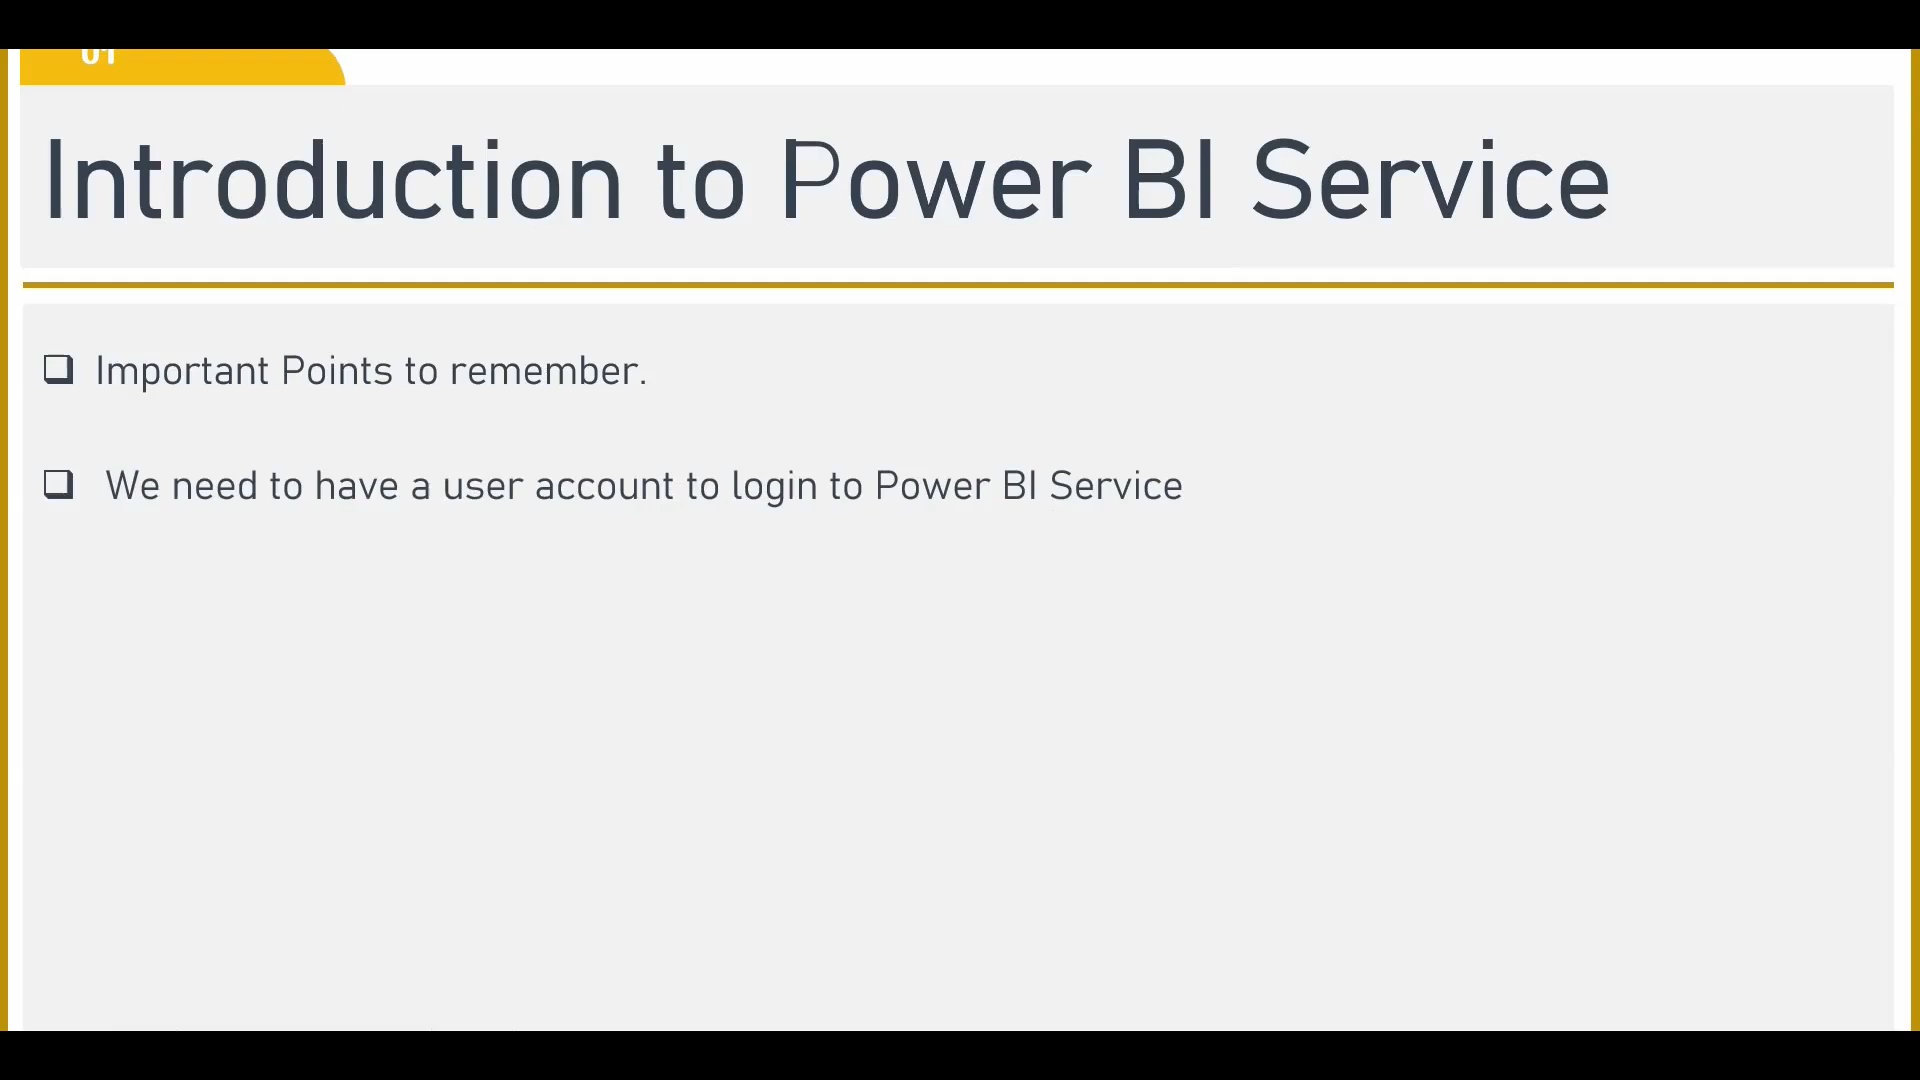 01
Introduction to Power BI Service
Important Points to remember.
We need to have a user account to login to Power BI Service